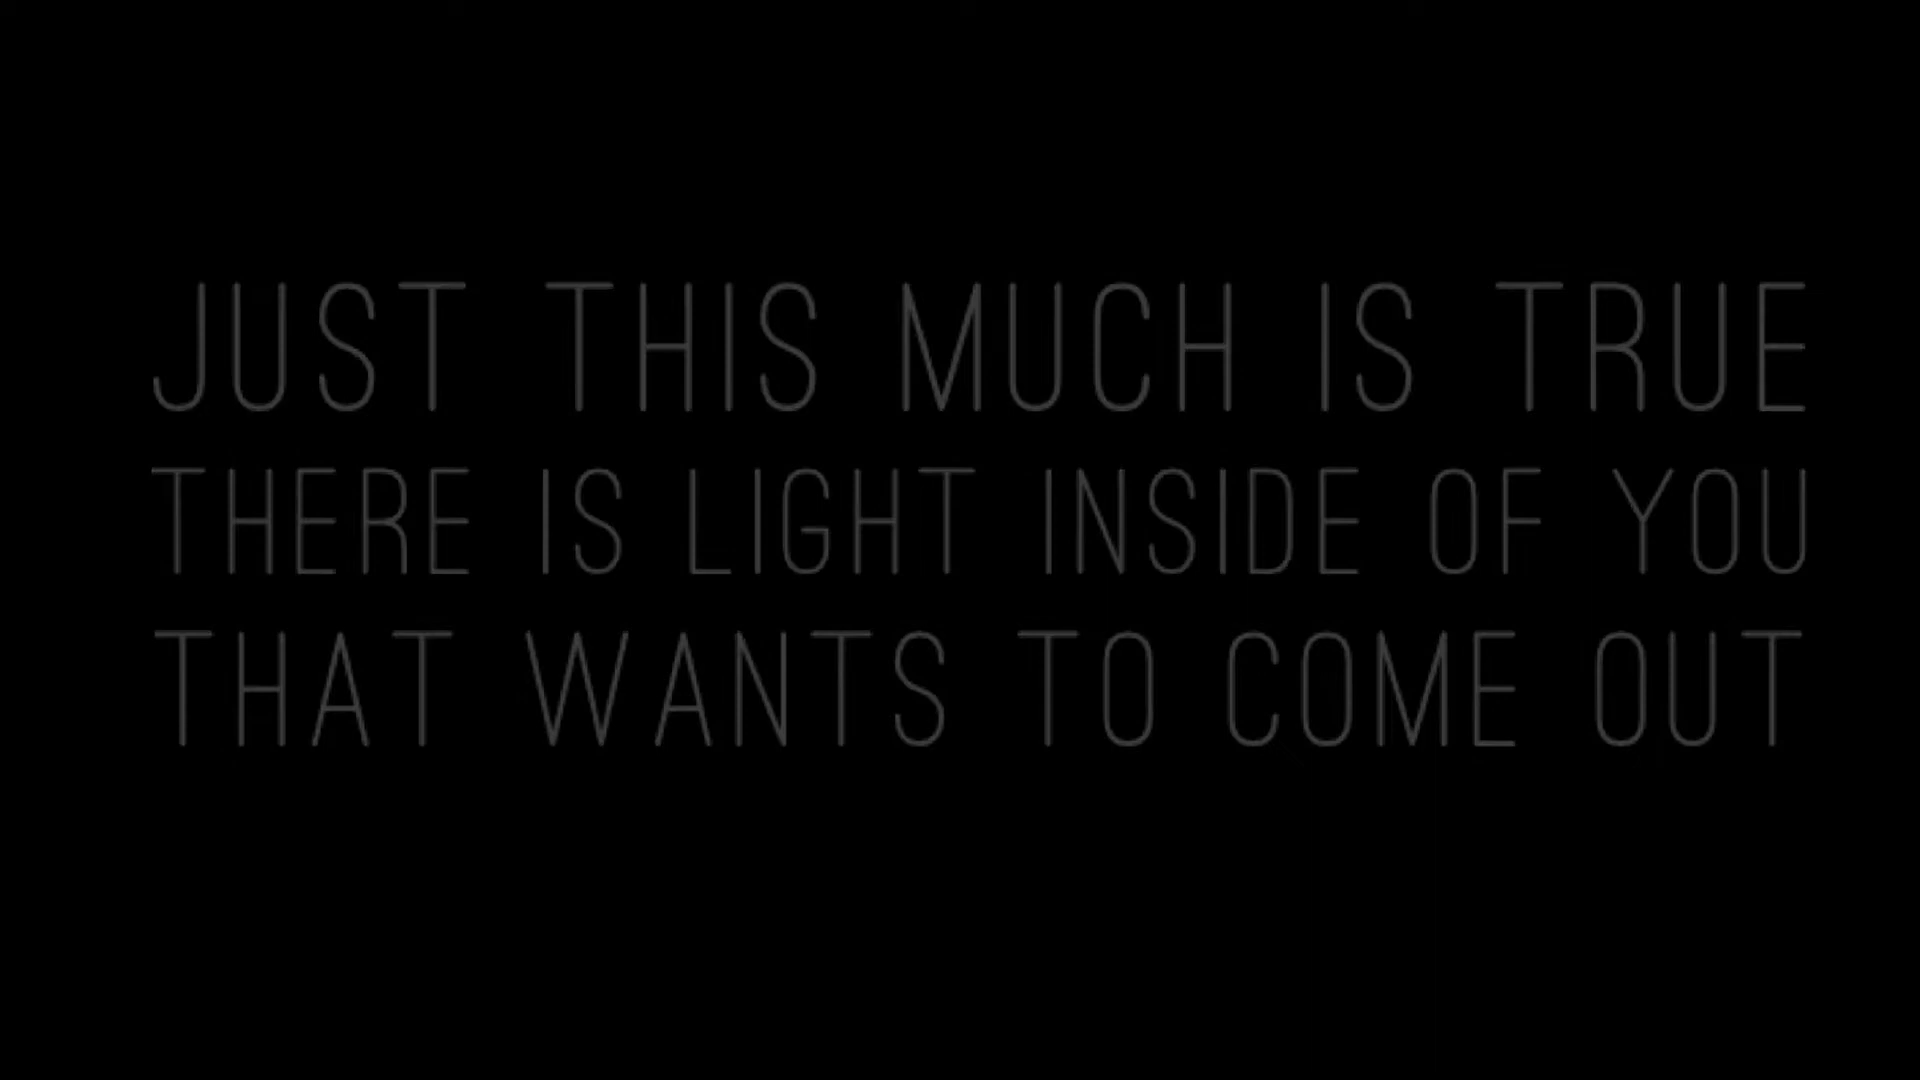 JUST THIS MUCH IS TRUE
THERE IS LIGHT INSIDE OF YOU
THAT WANTS TO COME OUT